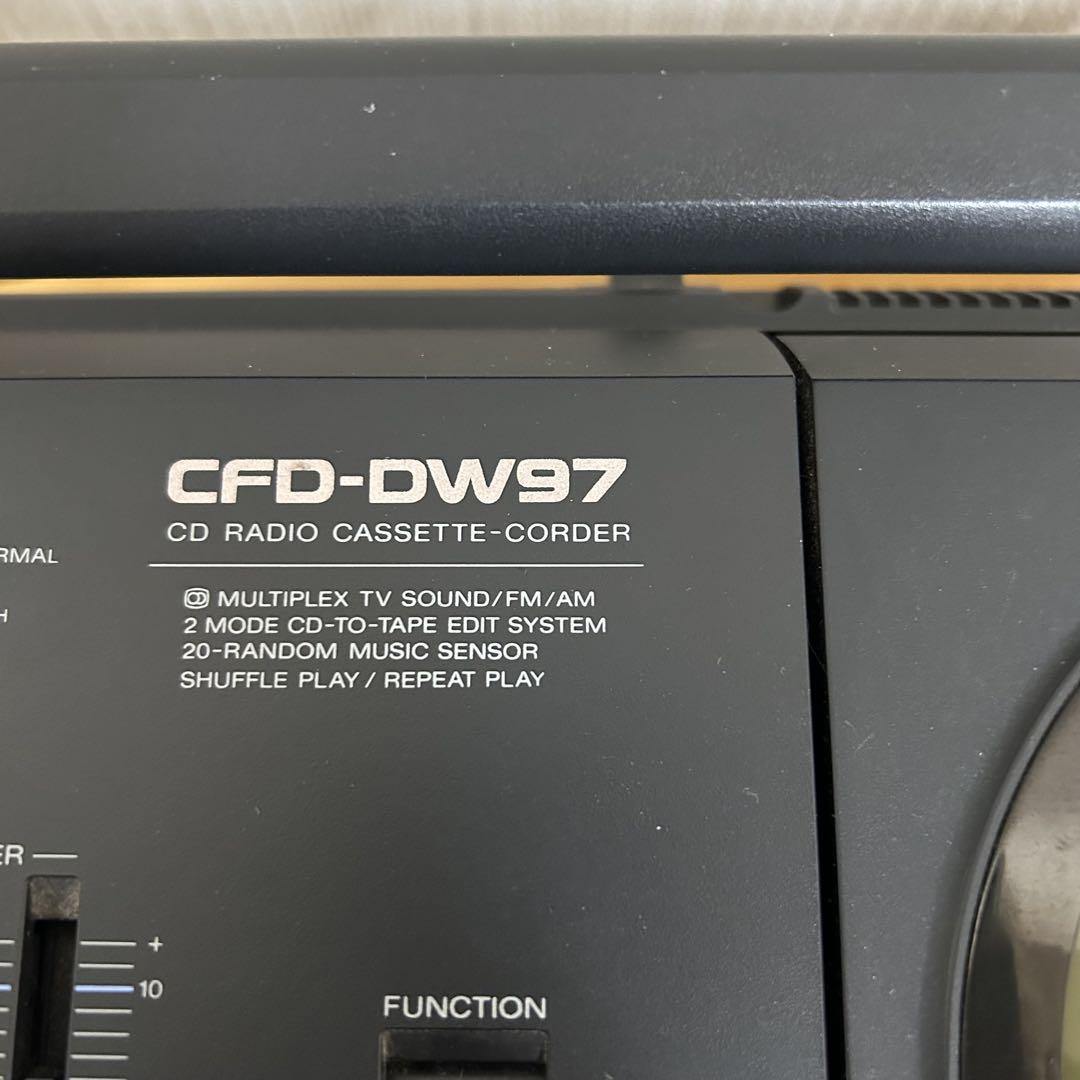 CFD-DW97
CD RADIO CASSETTE-CORDER
MULTIPLEX TV SOUND/FM/AM
2 MODE CD-TO-TAPE EDIT SYSTEM
20-RANDOM MUSIC SENSOR
SHUFFLE PLAY / REPEAT PLAY
+
10
FUNCTION